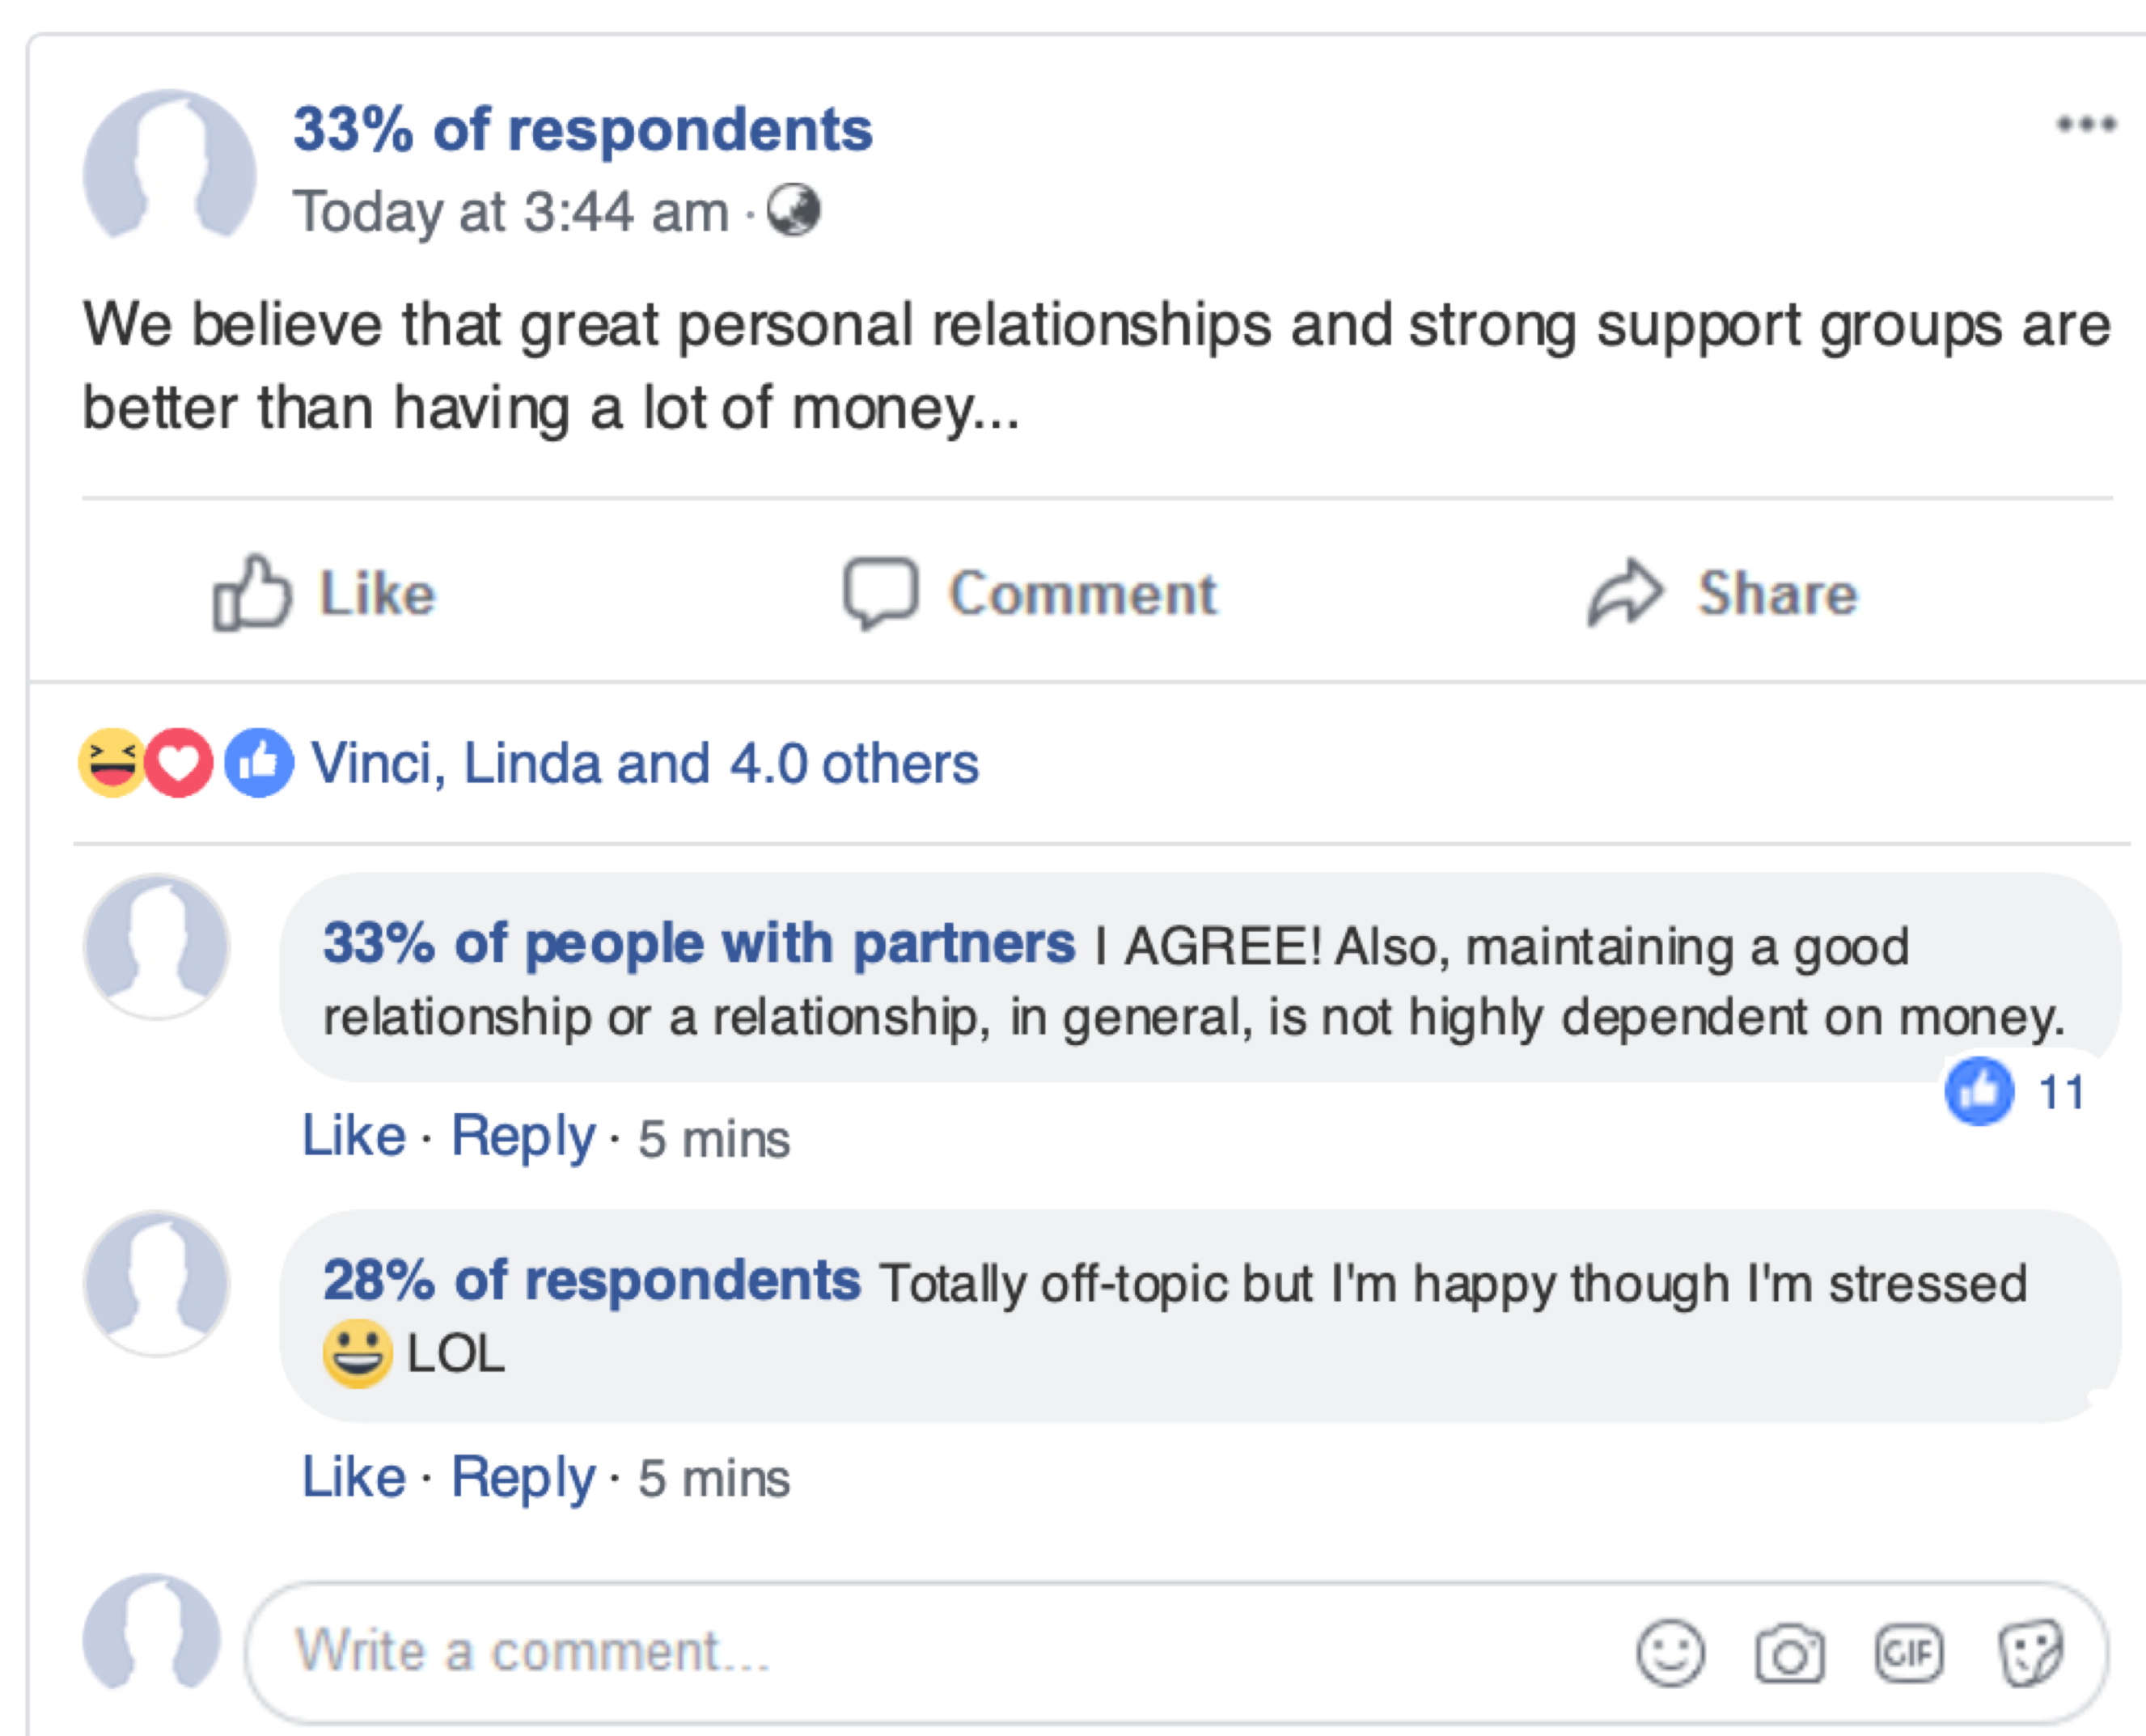 33% of respondents
Today at 3:44 am ·
We believe that great personal relationships and strong support groups are
better than having a lot of money...
Like Comment Share
Vinci, Linda and 4.0 others
33% of people with partners I AGREE! Also, maintaining a good
relationship or a relationship, in general, is not highly dependent on money.
11
Like · Reply · 5 mins
28% of respondents Totally off-topic but I'm happy though I'm stressed
😃 LOL
Like · Reply · 5 mins
Write a comment... GIF